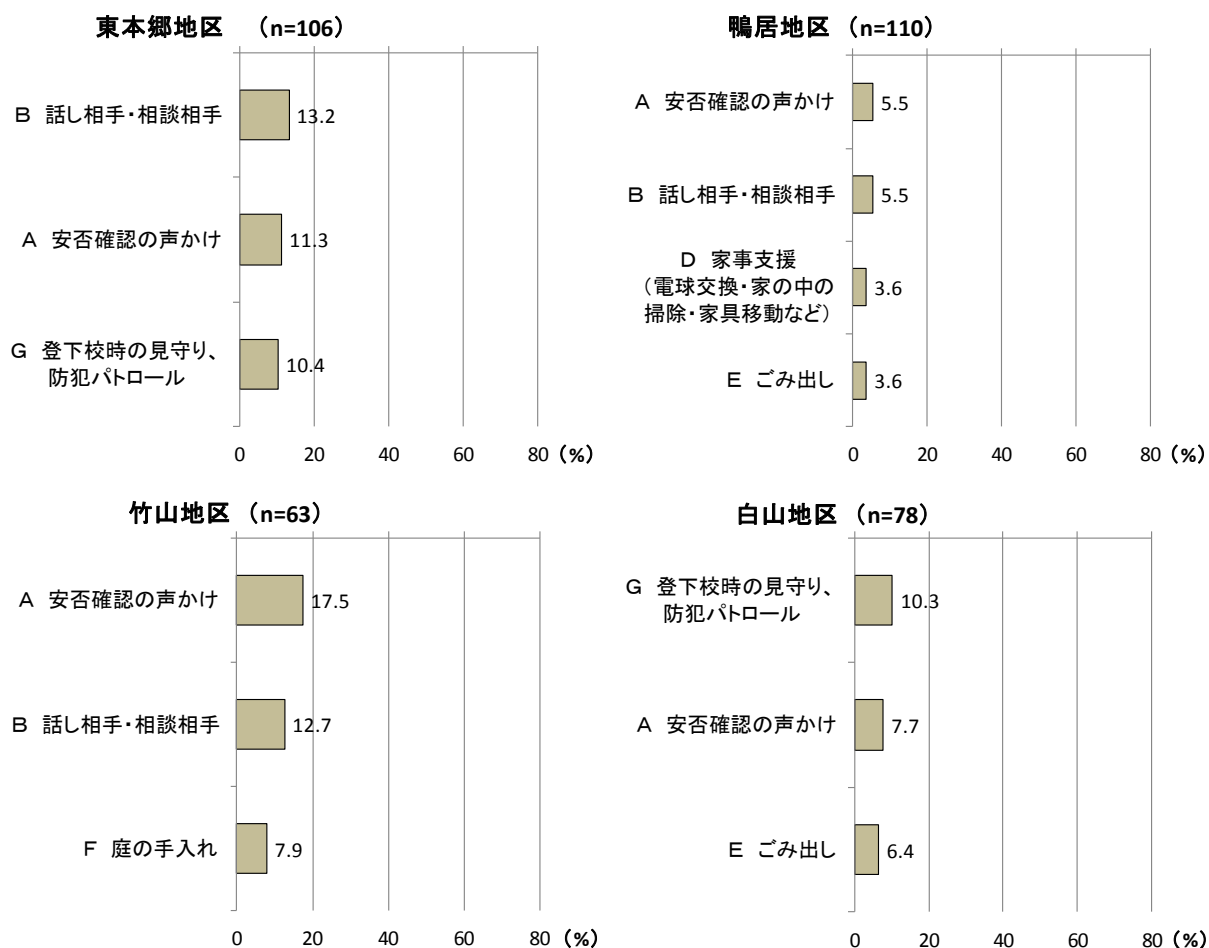 東本郷地区 (n=106)
B 話し相手・相談相手
13.2
A 安否確認の声かけ
11.3
G 登下校時の見守り、
防犯パトロール
10.4
0 20 40 60 80 (%)
鴨居地区 (n=110)
A 安否確認の声かけ
5.5
B 話し相手・相談相手
5.5
D 家事支援
(電球交換・家の中の
掃除・家具移動など)
3.6
E ごみ出し
3.6
0 20 40 60 80 (%)
竹山地区 (n=63)
A 安否確認の声かけ
17.5
B 話し相手・相談相手
12.7
F 庭の手入れ
7.9
0 20 40 60 80 (%)
白山地区 (n=78)
G 登下校時の見守り、
防犯パトロール
10.3
A 安否確認の声かけ
7.7
E ごみ出し
6.4
0 20 40 60 80 (%)